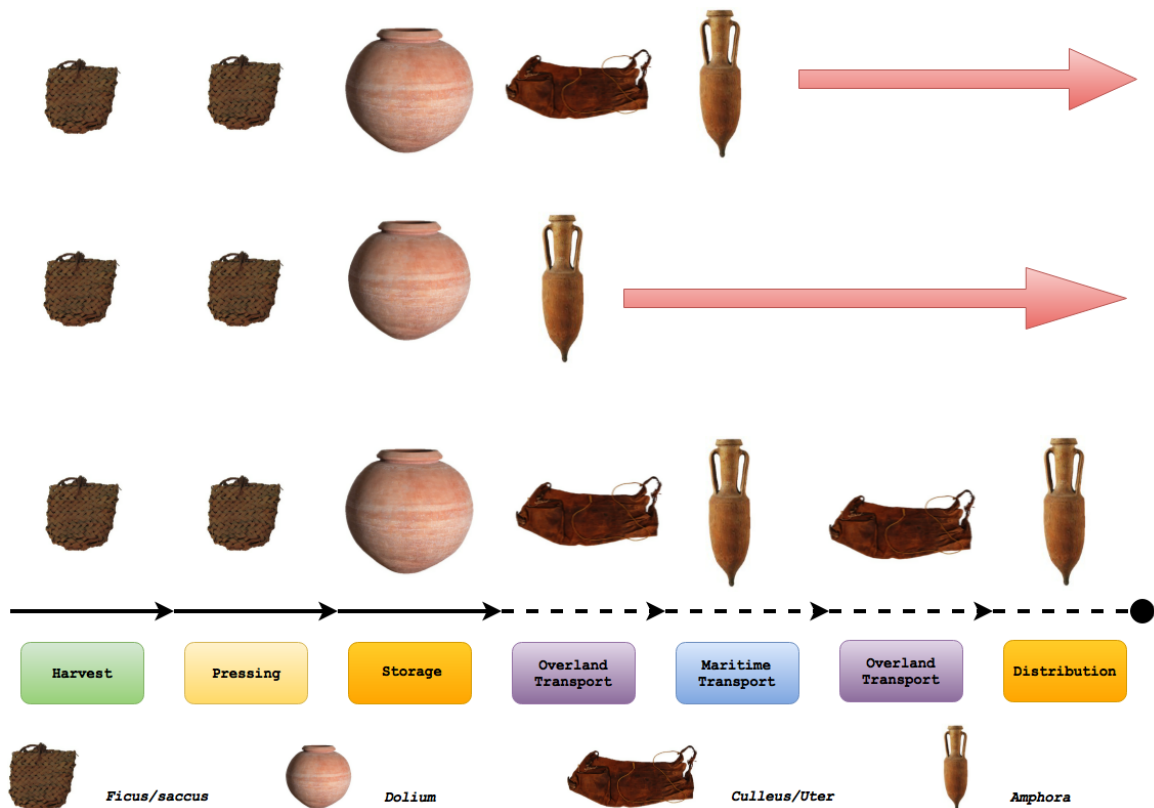 Harvest
Pressing
Storage
Overland
Transport
Maritime
Transport
Overland
Transport
Distribution
Ficus/saccus
Dolium
Culleus/Uter
Amphora